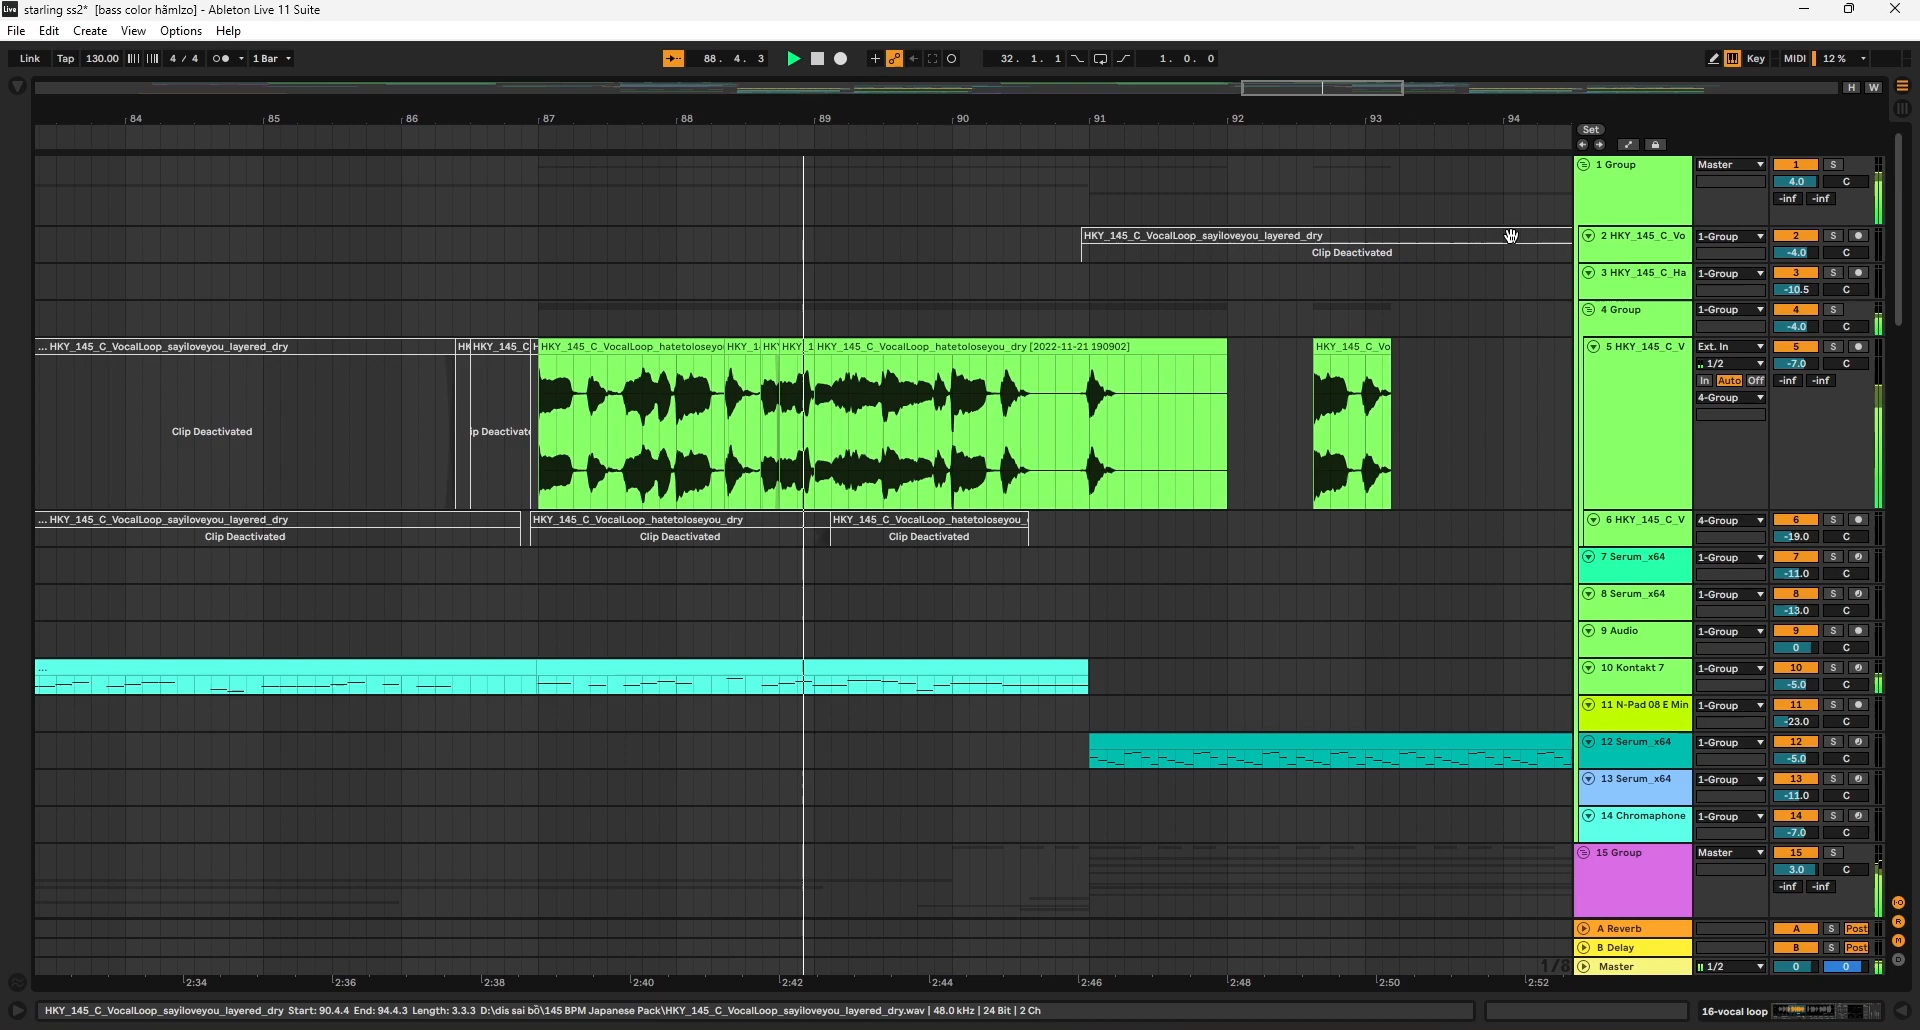 starling ss2* [bass color hãmlzo] - Ableton Live 11 Suite
File Edit Create View Options Help
Link Tap 130.00 4 / 4 1 Bar 88. 4. 3 32. 1. 1 1. 0. 0 Key MIDI 12 %
H W
84 85 86 87 88 89 90 91 92 93 94
Set
1 Group Master 1 S
4.0 C
-inf -inf
HKY_145_C_VocalLoop_sayiloveyou_layered_dry 2 HKY_145_C_Vo 1-Group 2 S
Clip Deactivated -4.0 C
3 HKY_145_C_Ha 1-Group 3 S
-10.5 C
4 Group 1-Group 4 S
-4.0 C
... HKY_145_C_VocalLoop_sayiloveyou_layered_dry HK HKY_145_C H HKY_145_C_VocalLoop_hatetoloseyo HKY_1 HK HKY 1 HKY_145_C_VocalLoop_hatetoloseyou_dry [2022-11-21 190902] HKY_145_C_Vo 5 HKY_145_C_V Ext. In 5 S
1/2 -7.0 C
In Auto Off -inf -inf
4-Group
Clip Deactivated ip Deactivat
... HKY_145_C_VocalLoop_sayiloveyou_layered_dry HKY_145_C_VocalLoop_hatetoloseyou_dry HKY_145_C_VocalLoop_hatetoloseyou_ 6 HKY_145_C_V 4-Group 6 S
Clip Deactivated Clip Deactivated Clip Deactivated -19.0 C
7 Serum_x64 1-Group 7 S
-11.0 C
8 Serum_x64 1-Group 8 S
-13.0 C
9 Audio 1-Group 9 S
0 C
... 10 Kontakt 7 1-Group 10 S
-5.0 C
11 N-Pad 08 E Min 1-Group 11 S
-23.0 C
12 Serum_x64 1-Group 12 S
-5.0 C
13 Serum_x64 1-Group 13 S
-11.0 C
14 Chromaphone 1-Group 14 S
-7.0 C
15 Group Master 15 S
3.0 C
-inf -inf
I·O
A Reverb A S Post R
B Delay B S Post M
1/8 Master 1/2 0 0 D
2:34 2:36 2:38 2:40 2:42 2:44 2:46 2:48 2:50 2:52
HKY_145_C_VocalLoop_sayiloveyou_layered_dry Start: 90.4.4 End: 94.4.3 Length: 3.3.3 D:\dis sai bồ\145 BPM Japanese Pack\HKY_145_C_VocalLoop_sayiloveyou_layered_dry.wav | 48.0 kHz | 24 Bit | 2 Ch 16-vocal loop